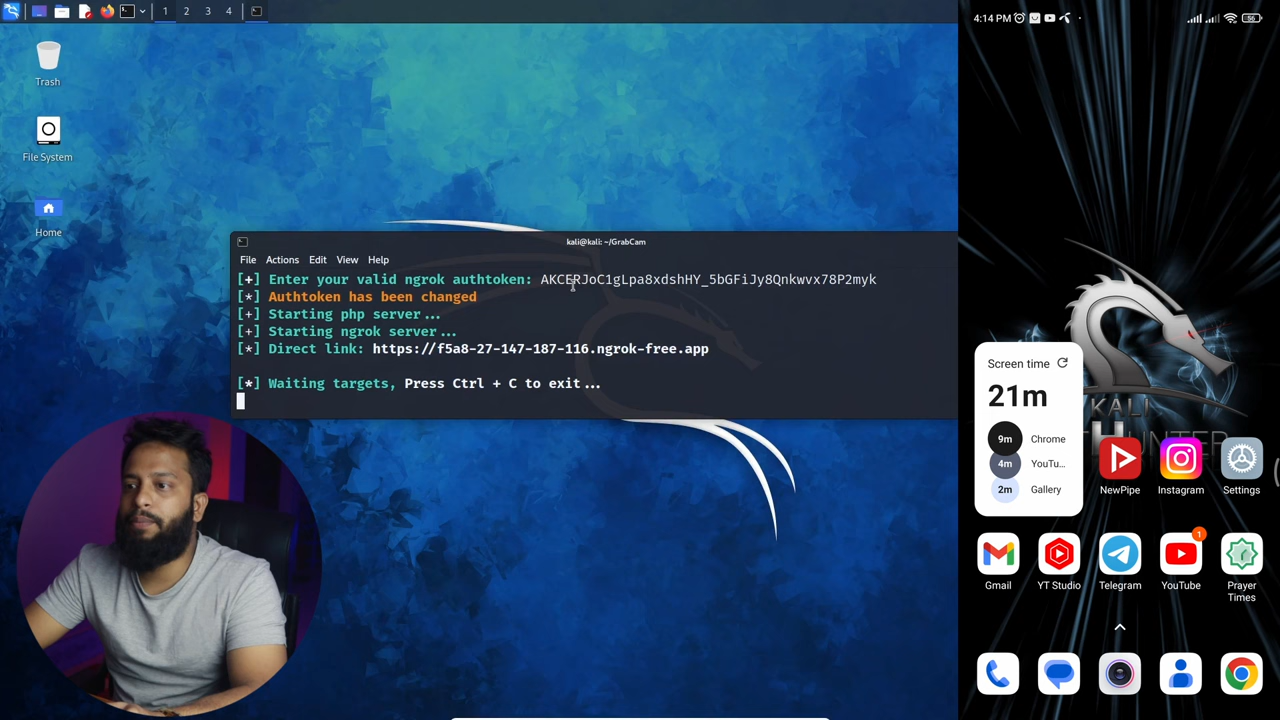 1 2 3 4
4:14 PM
56
Trash
File System
Home
kali@kali: ~/GrabCam
File Actions Edit View Help
[+] Enter your valid ngrok authtoken: AKCERJoC1gLpa8xdshHY_5bGFiJy8Qnkwvx78P2myk
[*] Authtoken has been changed
[+] Starting php server...
[+] Starting ngrok server...
[*] Direct link: https://f5a8-27-147-187-116.ngrok-free.app
[*] Waiting targets, Press Ctrl + C to exit...
Screen time
21m
9m Chrome
4m YouTu...
2m Gallery
KALI
NewPipe Instagram Settings
1
Gmail YT Studio Telegram YouTube Prayer
Times